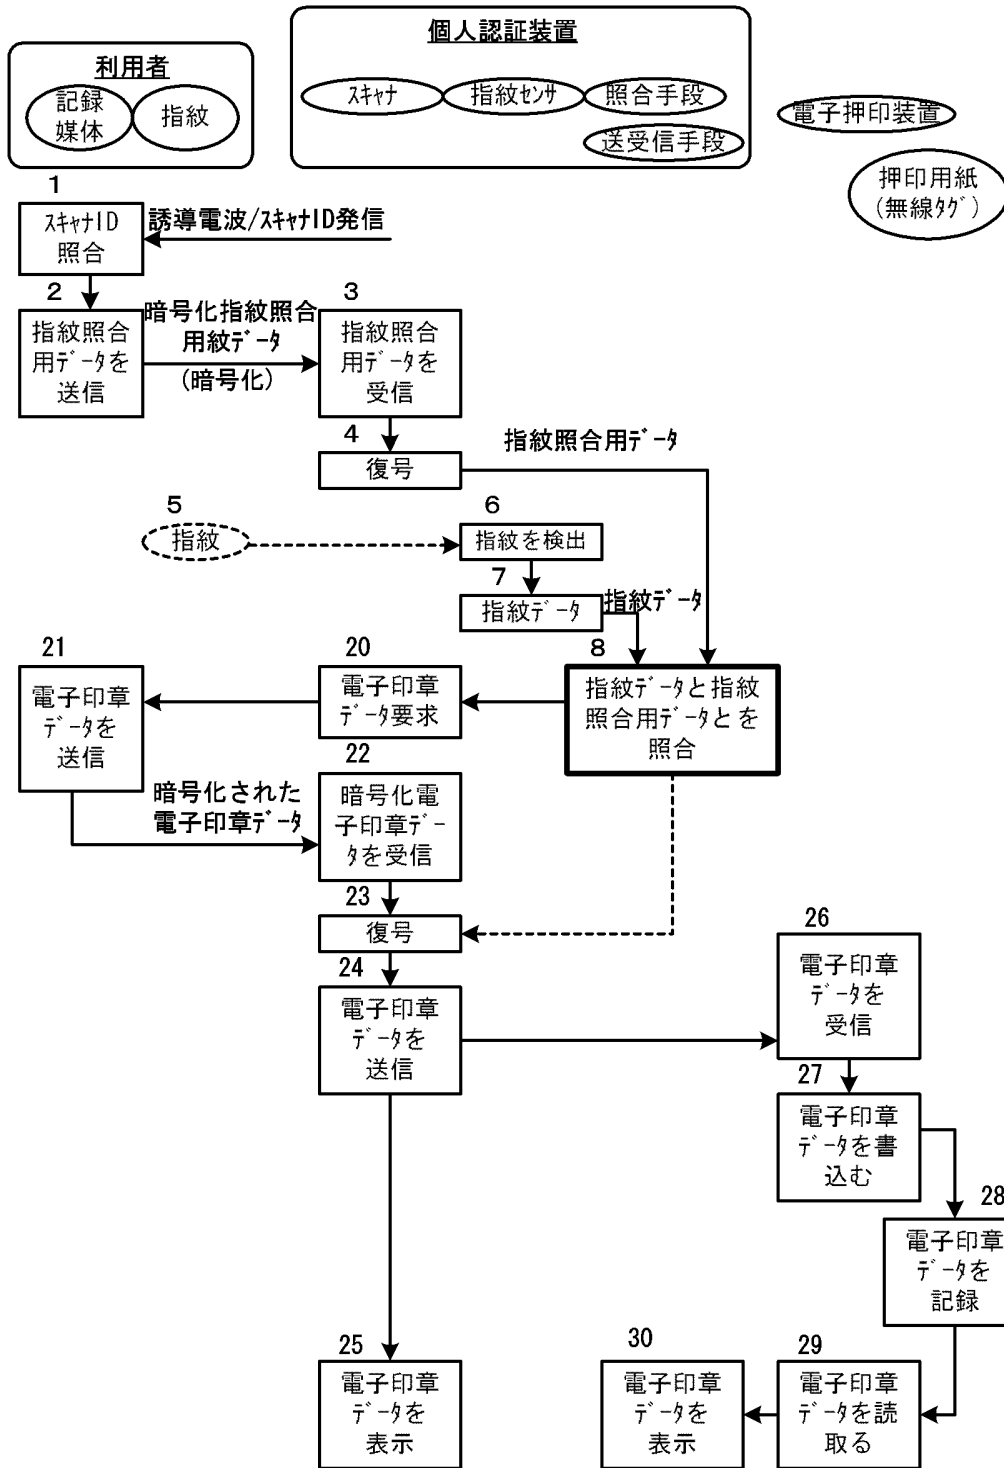 個人認証装置
利用者
記録
媒体
指紋
スキャナ
指紋センサ
照合手段
送受信手段
電子押印装置
押印用紙
(無線タグ)
1
スキャナID
照合
誘導電波/スキャナID発信
2
指紋照合
用データを
送信
暗号化指紋照合
用紋データ
(暗号化)
3
指紋照合
用データを
受信
4
復号
指紋照合用データ
5
指紋
6
指紋を検出
7
指紋データ
指紋データ
8
指紋データと指紋
照合用データとを
照合
20
電子印章
データ要求
21
電子印章
データを
送信
暗号化された
電子印章データ
22
暗号化電
子印章デー
タを受信
23
復号
24
電子印章
データを
送信
26
電子印章
データを
受信
27
電子印章
データを書
込む
28
電子印章
データを
記録
25
電子印章
データを
表示
30
電子印章
データを
表示
29
電子印章
データを読
取る